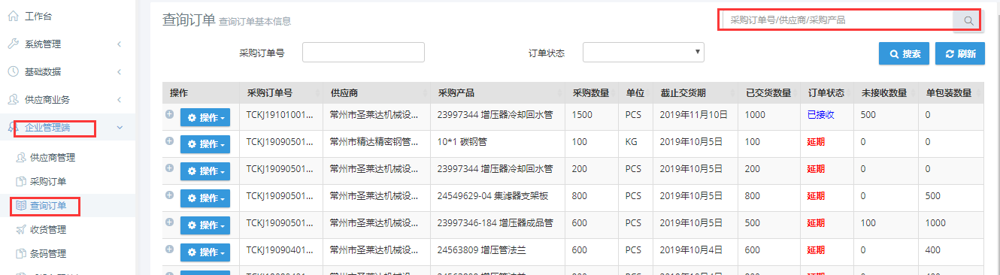 工作台
系统管理
基础数据
供应商业务
企业管理端
供应商管理
采购订单
查询订单
收货管理
条码管理
查询订单 查询订单基本信息
采购订单号/供应商/采购产品
采购订单号 订单状态 搜索 刷新
操作 采购订单号 供应商 采购产品 采购数量 单位 截止交货期 已交货数量 订单状态 未接收数量 单包装数量
操作 TCKJ19101001... 常州市圣莱达机械设... 23997344 增压器冷却回水管 1500 PCS 2019年11月10日 1000 已接收 500 0
操作 TCKJ19090501... 常州市精达精密钢管... 10*1 碳钢管 100 KG 2019年10月5日 100 延期 0 0
操作 TCKJ19090501... 常州市圣莱达机械设... 23997344 增压器冷却回水管 200 PCS 2019年10月5日 200 延期 0 0
操作 TCKJ19090501... 常州市圣莱达机械设... 24549629-04 集滤器支架板 800 PCS 2019年10月5日 800 延期 0 500
操作 TCKJ19090501... 常州市圣莱达机械设... 23997346-184 增压器成品管 600 PCS 2019年10月5日 500 延期 100 1000
操作 TCKJ19090401... 常州市圣莱达机械设... 24563809 增压管法兰 600 PCS 2019年10月4日 600 延期 0 400